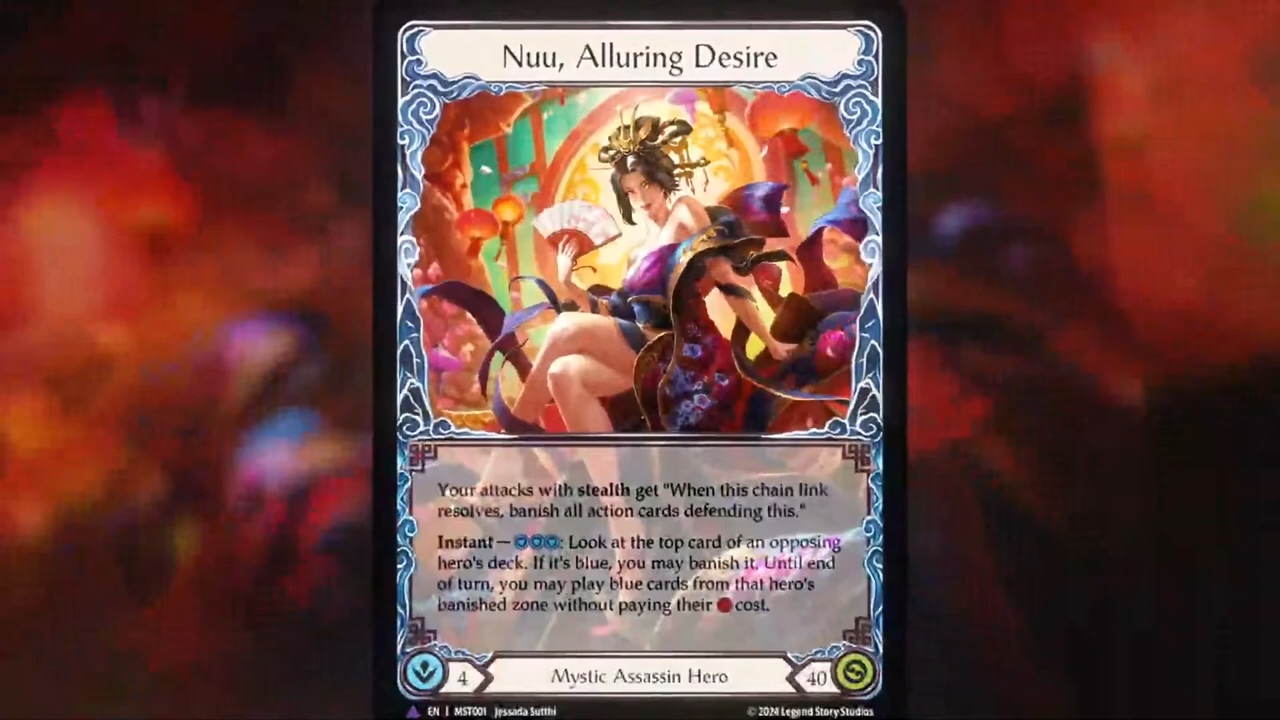 Nuu, Alluring Desire
Your attacks with stealth get "When this chain link
resolves, banish all action cards defending this."
Instant — : Look at the top card of an opposing
hero's deck. If it's blue, you may banish it. Until end
of turn, you may play blue cards from that hero's
banished zone without paying their cost.
4
Mystic Assassin Hero
40
EN | MST001 Jessada Sutthi
© 2024 Legend Story Studios